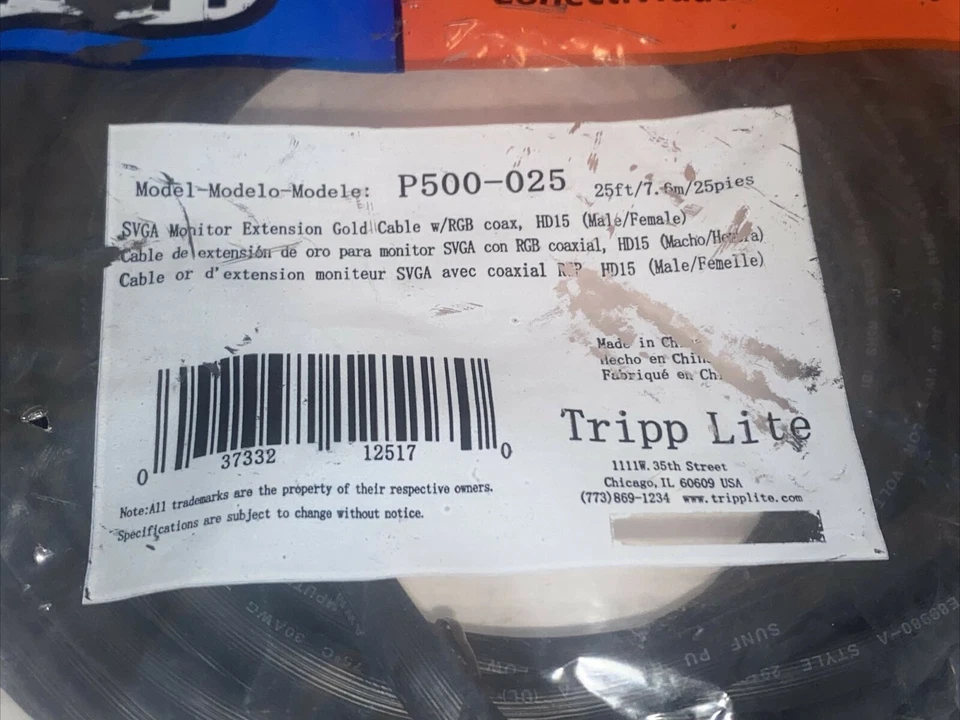 Model-Modelo-Modele: P500-025 25ft/7.6m/25pies
SVGA Monitor Extension Gold Cable w/RGB coax, HD15 (Male/Female)
Cable de extensión de oro para monitor SVGA con RGB coaxial, HD15
Cable or d'extension moniteur SVGA avec coaxial HD15 (Male/Femelle)
Made in
Hecho en
Fabriqué en
Tripp Lite
1111W. 35th Street
Chicago, IL 60609 USA
(773)869-1234 www.tripplite.com
0 37332 12517 0
Note:All trademarks are the property of their respective owners.
Specifications are subject to change without notice.
30AWG
STYLE